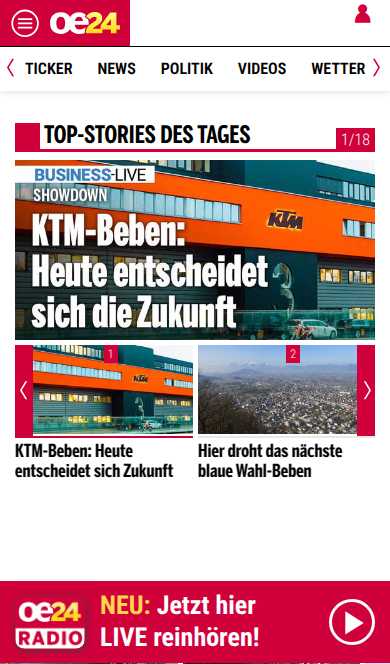 oe24
TICKER NEWS POLITIK VIDEOS WETTER
TOP-STORIES DES TAGES
1/18
BUSINESS-LIVE
SHOWDOWN
KTM
KTM-Beben:
Heute entscheidet
sich die Zukunft
1
KTM
2
KTM-Beben: Heute
entscheidet sich Zukunft
Hier droht das nächste
blaue Wahl-Beben
oe24
RADIO
NEU: Jetzt hier
LIVE reinhören!